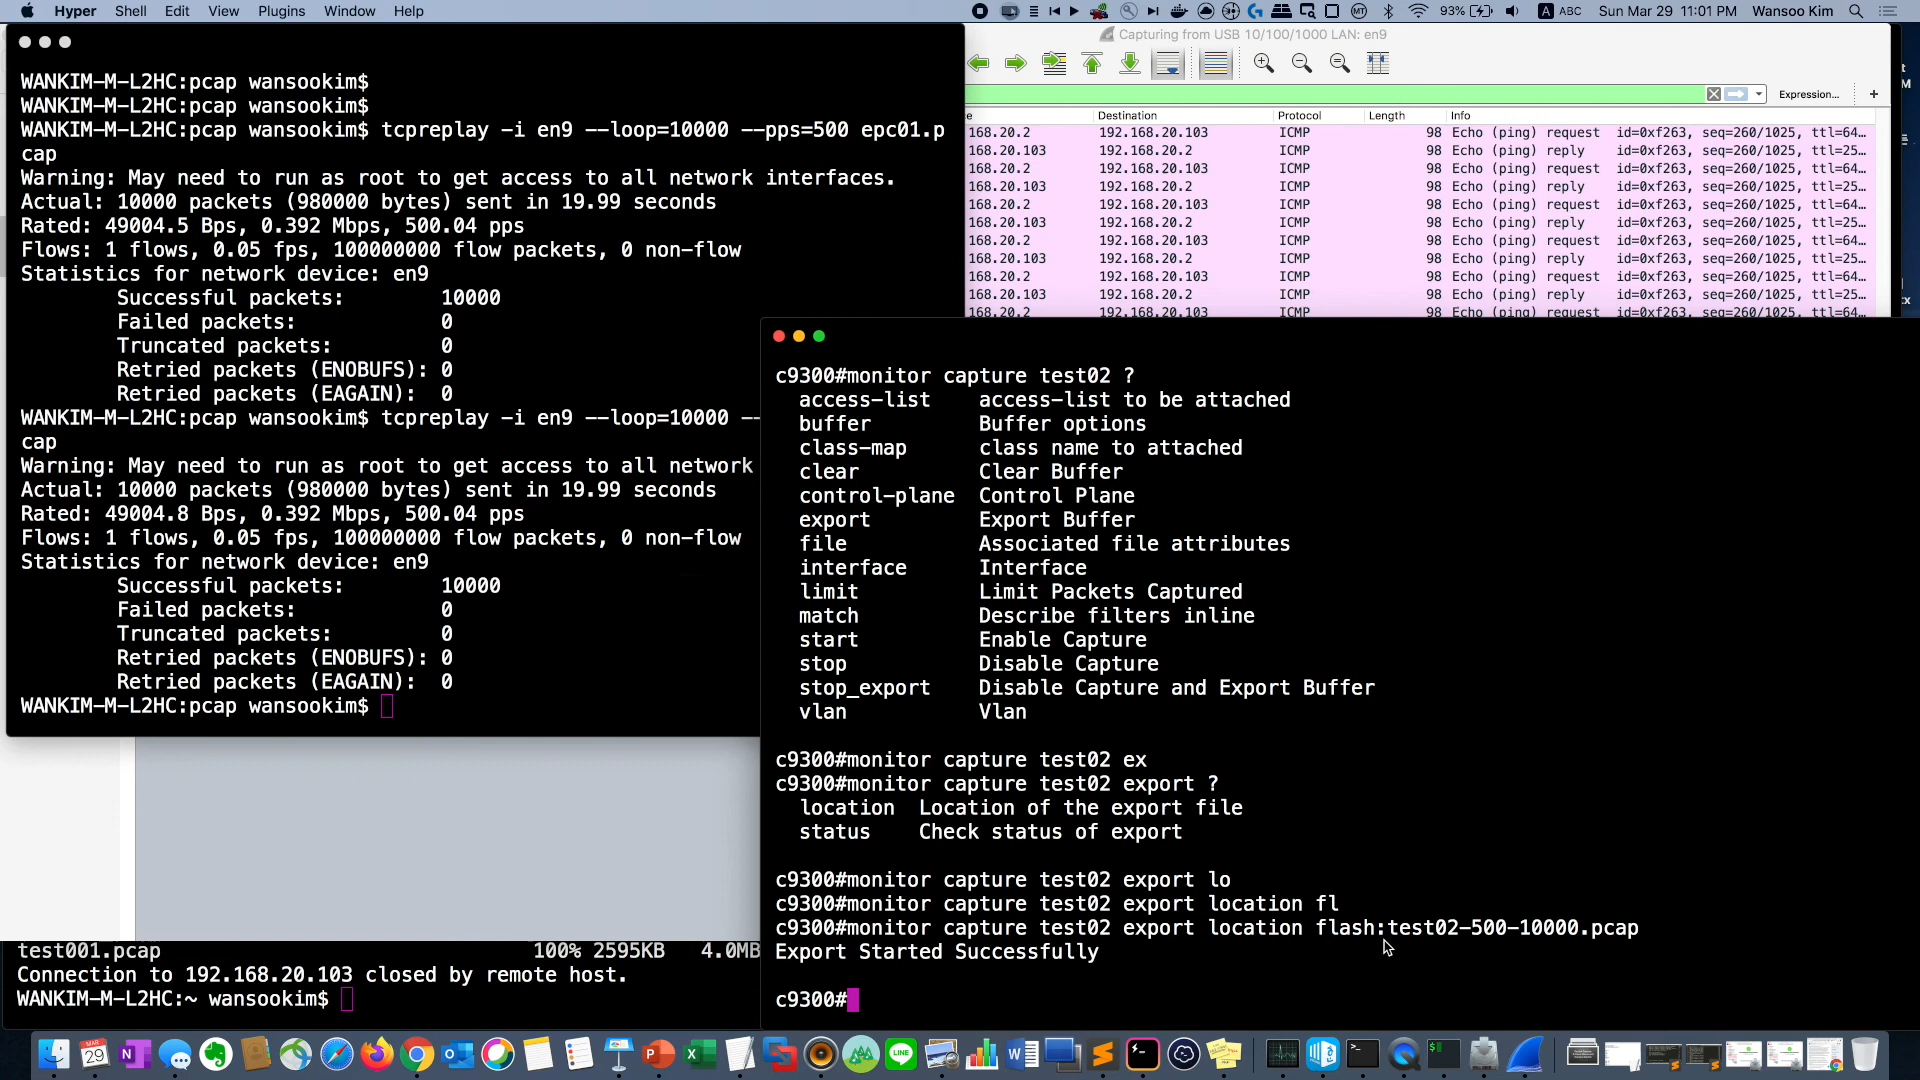 Hyper Shell Edit View Plugins Window Help
93% ABC Sun Mar 29 11:01 PM Wansoo Kim
Capturing from USB 10/100/1000 LAN: en9
Expression... +
Destination Protocol Length Info
168.20.2 192.168.20.103 ICMP 98 Echo (ping) request id=0xf263, seq=260/1025, ttl=64…
168.20.103 192.168.20.2 ICMP 98 Echo (ping) reply id=0xf263, seq=260/1025, ttl=25…
168.20.2 192.168.20.103 ICMP 98 Echo (ping) request id=0xf263, seq=260/1025, ttl=64…
168.20.103 192.168.20.2 ICMP 98 Echo (ping) reply id=0xf263, seq=260/1025, ttl=25…
168.20.2 192.168.20.103 ICMP 98 Echo (ping) request id=0xf263, seq=260/1025, ttl=64…
168.20.103 192.168.20.2 ICMP 98 Echo (ping) reply id=0xf263, seq=260/1025, ttl=25…
168.20.2 192.168.20.103 ICMP 98 Echo (ping) request id=0xf263, seq=260/1025, ttl=64…
168.20.103 192.168.20.2 ICMP 98 Echo (ping) reply id=0xf263, seq=260/1025, ttl=25…
168.20.2 192.168.20.103 ICMP 98 Echo (ping) request id=0xf263, seq=260/1025, ttl=64…
168.20.103 192.168.20.2 ICMP 98 Echo (ping) reply id=0xf263, seq=260/1025, ttl=25…
168.20.2 192.168.20.103 ICMP 98 Echo (ping) request id=0xf263, seq=260/1025, ttl=64…
WANKIM-M-L2HC:pcap wansookim$
WANKIM-M-L2HC:pcap wansookim$
WANKIM-M-L2HC:pcap wansookim$ tcpreplay -i en9 --loop=10000 --pps=500 epc01.p
cap
Warning: May need to run as root to get access to all network interfaces.
Actual: 10000 packets (980000 bytes) sent in 19.99 seconds
Rated: 49004.5 Bps, 0.392 Mbps, 500.04 pps
Flows: 1 flows, 0.05 fps, 100000000 flow packets, 0 non-flow
Statistics for network device: en9
Successful packets: 10000
Failed packets: 0
Truncated packets: 0
Retried packets (ENOBUFS): 0
Retried packets (EAGAIN): 0
WANKIM-M-L2HC:pcap wansookim$ tcpreplay -i en9 --loop=10000 --
cap
Warning: May need to run as root to get access to all network
Actual: 10000 packets (980000 bytes) sent in 19.99 seconds
Rated: 49004.8 Bps, 0.392 Mbps, 500.04 pps
Flows: 1 flows, 0.05 fps, 100000000 flow packets, 0 non-flow
Statistics for network device: en9
Successful packets: 10000
Failed packets: 0
Truncated packets: 0
Retried packets (ENOBUFS): 0
Retried packets (EAGAIN): 0
WANKIM-M-L2HC:pcap wansookim$
c9300#monitor capture test02 ?
access-list access-list to be attached
buffer Buffer options
class-map class name to attached
clear Clear Buffer
control-plane Control Plane
export Export Buffer
file Associated file attributes
interface Interface
limit Limit Packets Captured
match Describe filters inline
start Enable Capture
stop Disable Capture
stop_export Disable Capture and Export Buffer
vlan Vlan
c9300#monitor capture test02 ex
c9300#monitor capture test02 export ?
location Location of the export file
status Check status of export
c9300#monitor capture test02 export lo
c9300#monitor capture test02 export location fl
c9300#monitor capture test02 export location flash:test02-500-10000.pcap
Export Started Successfully
c9300#
test001.pcap 100% 2595KB 4.0MB
Connection to 192.168.20.103 closed by remote host.
WANKIM-M-L2HC:~ wansookim$